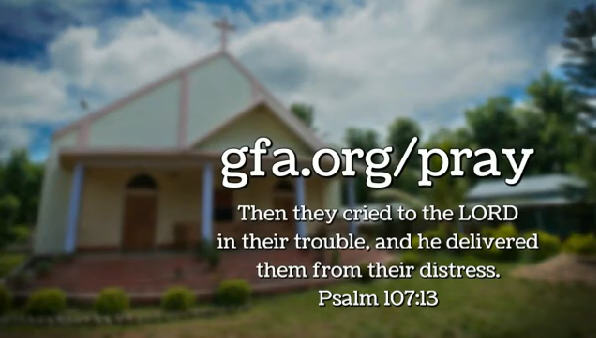 gfa.org/pray
Then they cried to the LORD
in their trouble, and he delivered
them from their distress.
Psalm 107:13